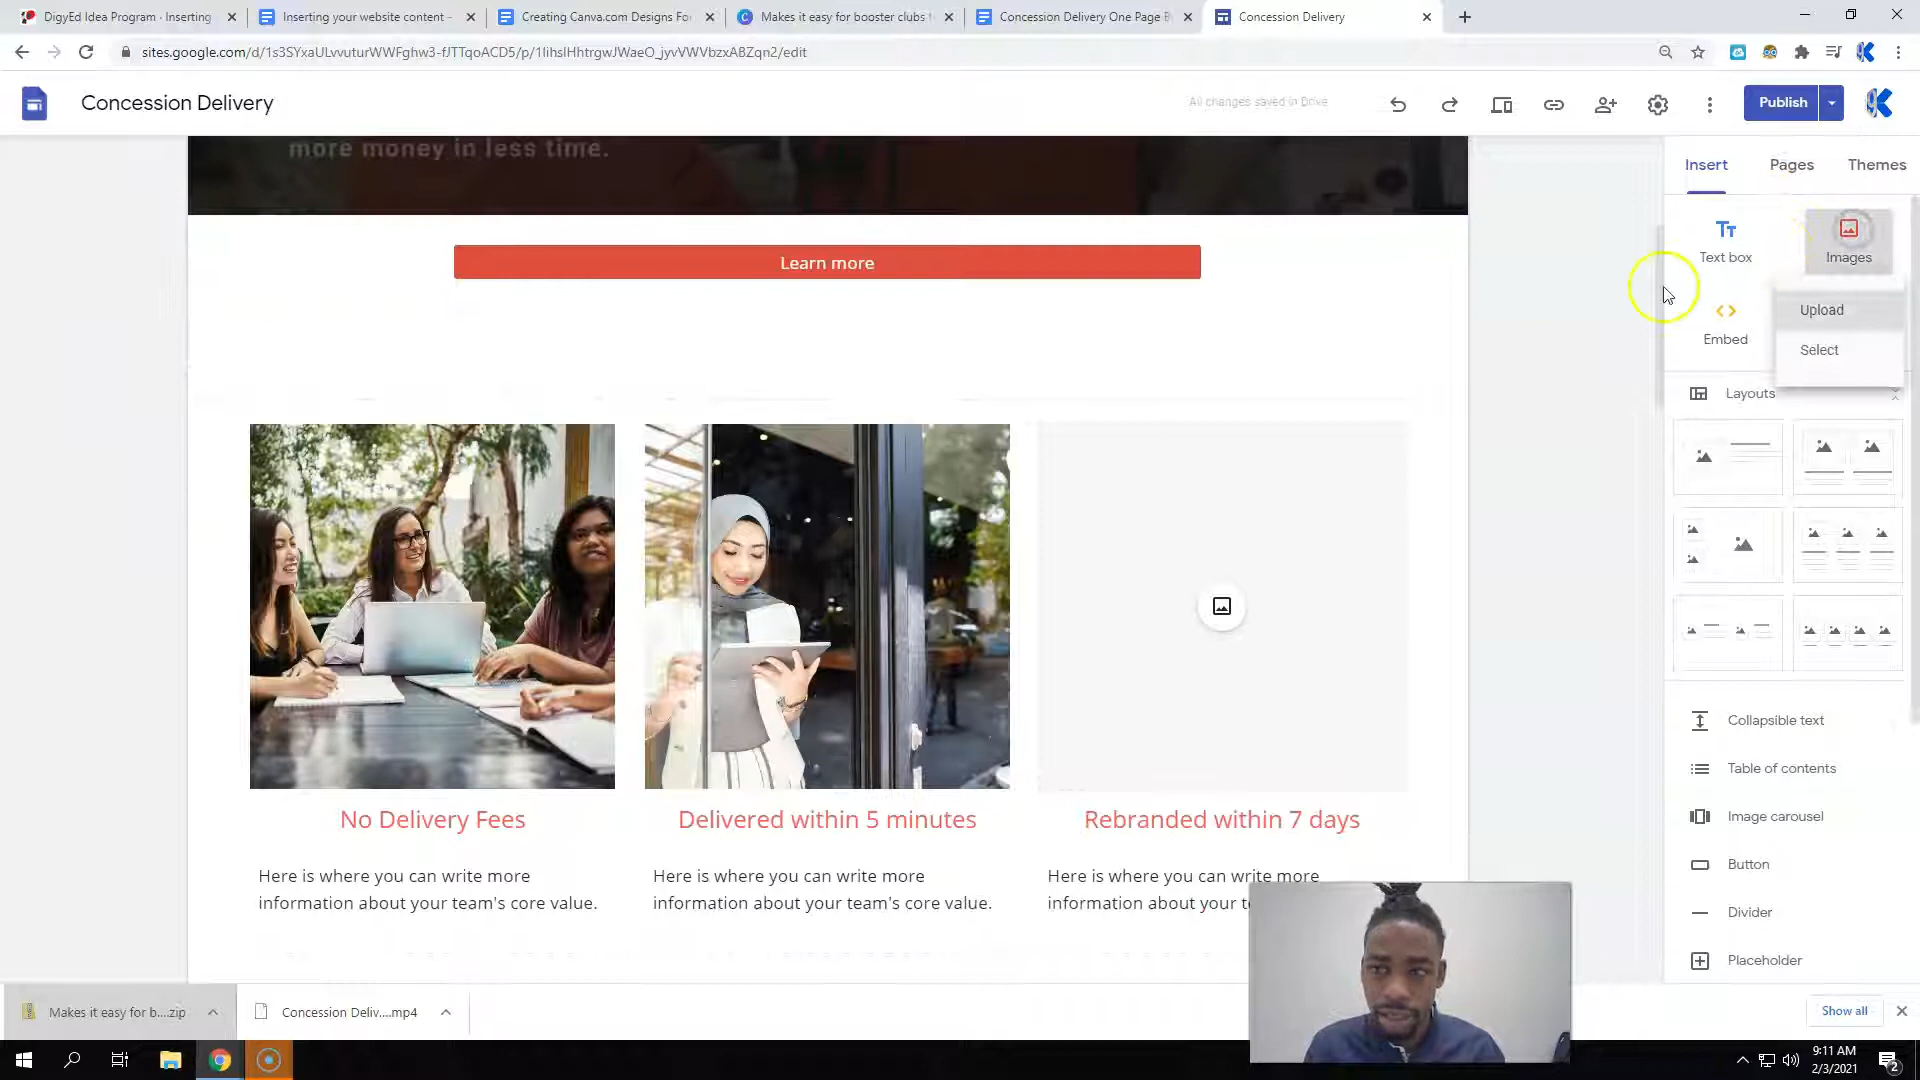 DigyEd Idea Program - Inserting
Inserting your website content -
Creating Canva.com Designs Fo
Makes it easy for booster clubs t
Concession Delivery One Page B
Concession Delivery
sites.google.com/d/1s3SYxaULvvuturWWFghw3-fJTTqoACD5/p/1IihslHhtrgwJWaeO_jyvVWVbzxABZqn2/edit
Concession Delivery
All changes saved in Drive
Publish
more money in less time.
Insert
Pages
Themes
Text box
Images
Learn more
Embed
Upload
Select
Layouts
No Delivery Fees
Delivered within 5 minutes
Rebranded within 7 days
Here is where you can write more
information about your team's core value.
Here is where you can write more
information about your team's core value.
Here is where you can write more
information about your t
Collapsible text
Table of contents
Image carousel
Button
Divider
Placeholder
Makes it easy for b....zip
Concession Deliv....mp4
Show all
9:11 AM
2/3/2021
2